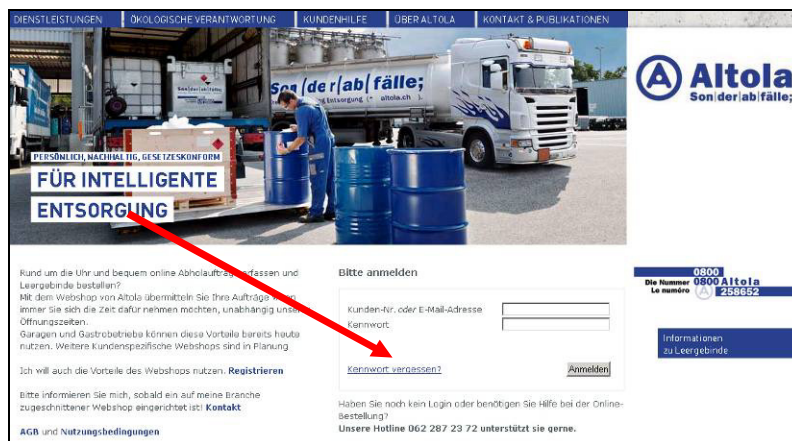 DIENSTLEISTUNGEN ÖKOLOGISCHE VERANTWORTUNG KUNDENHILFE ÜBER ALTOLA KONTAKT & PUBLIKATIONEN
Altola
Son|der|ab|fälle;
Son/de r/ab/ fälle;
Entsorgung altola.ch
PERSÖNLICH, NACHHALTIG, GESETZESKONFORM
FÜR INTELLIGENTE
ENTSORGUNG
Rund um die Uhr und bequem online Abholaufträge erfassen und
Leergebinde bestellen?
Mit dem Webshop von Altola übermitteln Sie Ihre Aufträge wann
immer Sie sich die Zeit dafür nehmen möchten, unabhängig unser
Öffnungszeiten.
Garagen und Gastrobetriebe können diese Vorteile bereits heute
nutzen. Weitere Kundenspezifische Webshops sind in Planung
Ich will auch die Vorteile des Webshops nutzen. Registrieren
Bitte informieren Sie mich, sobald ein auf meine Branche
zugeschnittener Webshop eingerichtet ist! Kontakt
AGB und Nutzungsbedingungen
Bitte anmelden
Kunden-Nr. oder E-Mail-Adresse
Kennwort
Kennwort vergessen?
Anmelden
Haben Sie noch kein Login oder benötigen Sie Hilfe bei der Online-
Bestellung?
Unsere Hotline 062 287 23 72 unterstützt sie gerne.
0800
Die Nummer 0800 Altola
Le numéro A 258652
Informationen
zu Leergebinde